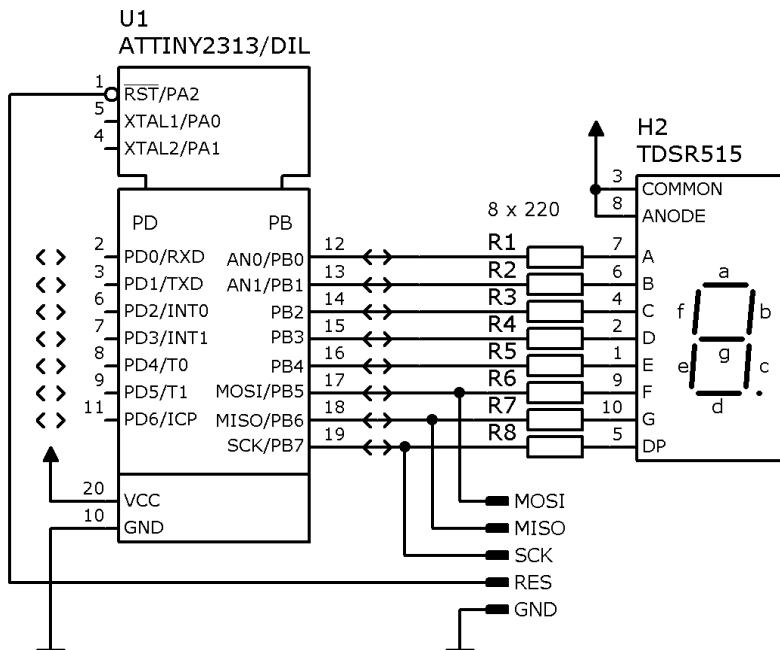 U1
ATTINY2313/DIL
1
RST/PA2
5
XTAL1/PA0
4
XTAL2/PA1
H2
TDSR515
3
COMMON
8
ANODE
PD
PB
8 x 220
2
PD0/RXD
AN0/PB0
12
R1
7
A
3
PD1/TXD
AN1/PB1
13
R2
6
B
6
PD2/INT0
PB2
14
R3
4
C
7
PD3/INT1
PB3
15
R4
2
D
8
PD4/T0
PB4
16
R5
1
E
9
PD5/T1
MOSI/PB5
17
R6
9
F
11
PD6/ICP
MISO/PB6
18
R7
10
G
SCK/PB7
19
R8
5
DP
a
f
b
g
e
c
d
20
VCC
10
GND
MOSI
MISO
SCK
RES
GND